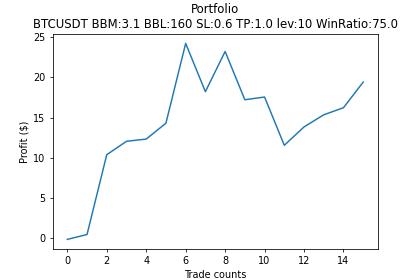 Portfolio
BTCUSDT BBM:3.1 BBL:160 SL:0.6 TP:1.0 lev:10 WinRatio:75.0
25
20
15
10
5
0
Profit ($)
0 2 4 6 8 10 12 14
Trade counts